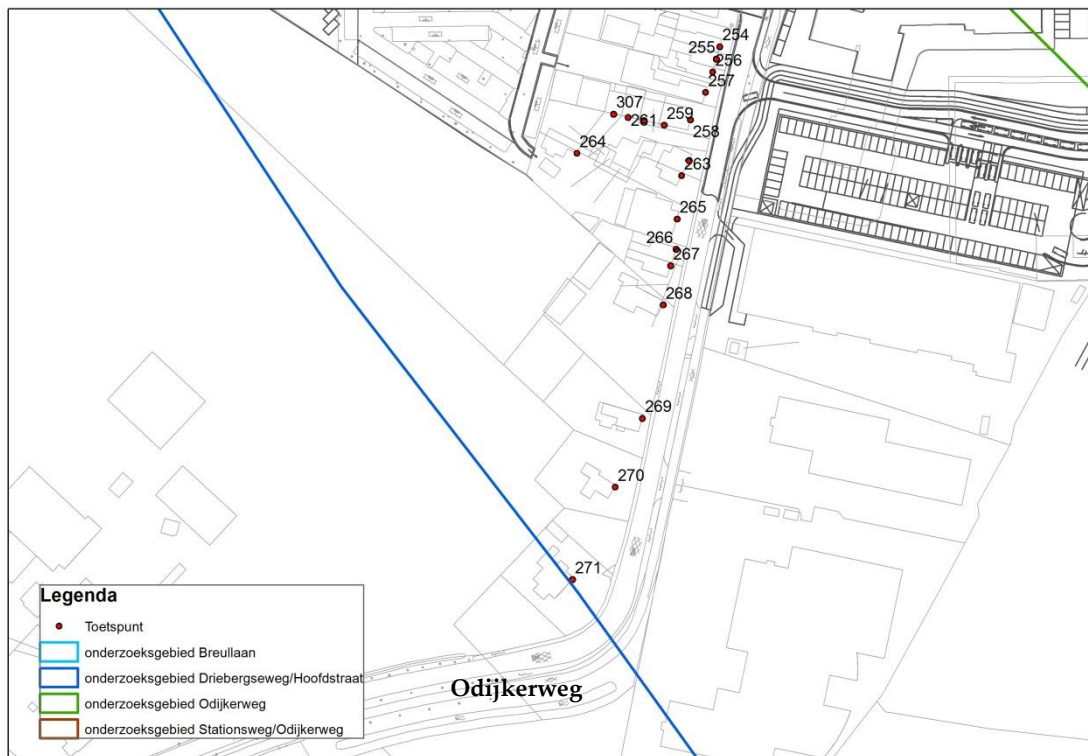 254
255
256
257
307
259
261
258
264
263
265
266
267
268
269
270
271
Legenda
Toetspunt
onderzoeksgebied Breullaan
onderzoeksgebied Driebergseweg/Hoofdstraat
onderzoeksgebied Odijkerweg
onderzoeksgebied Stationsweg/Odijkerweg
Odijkerweg